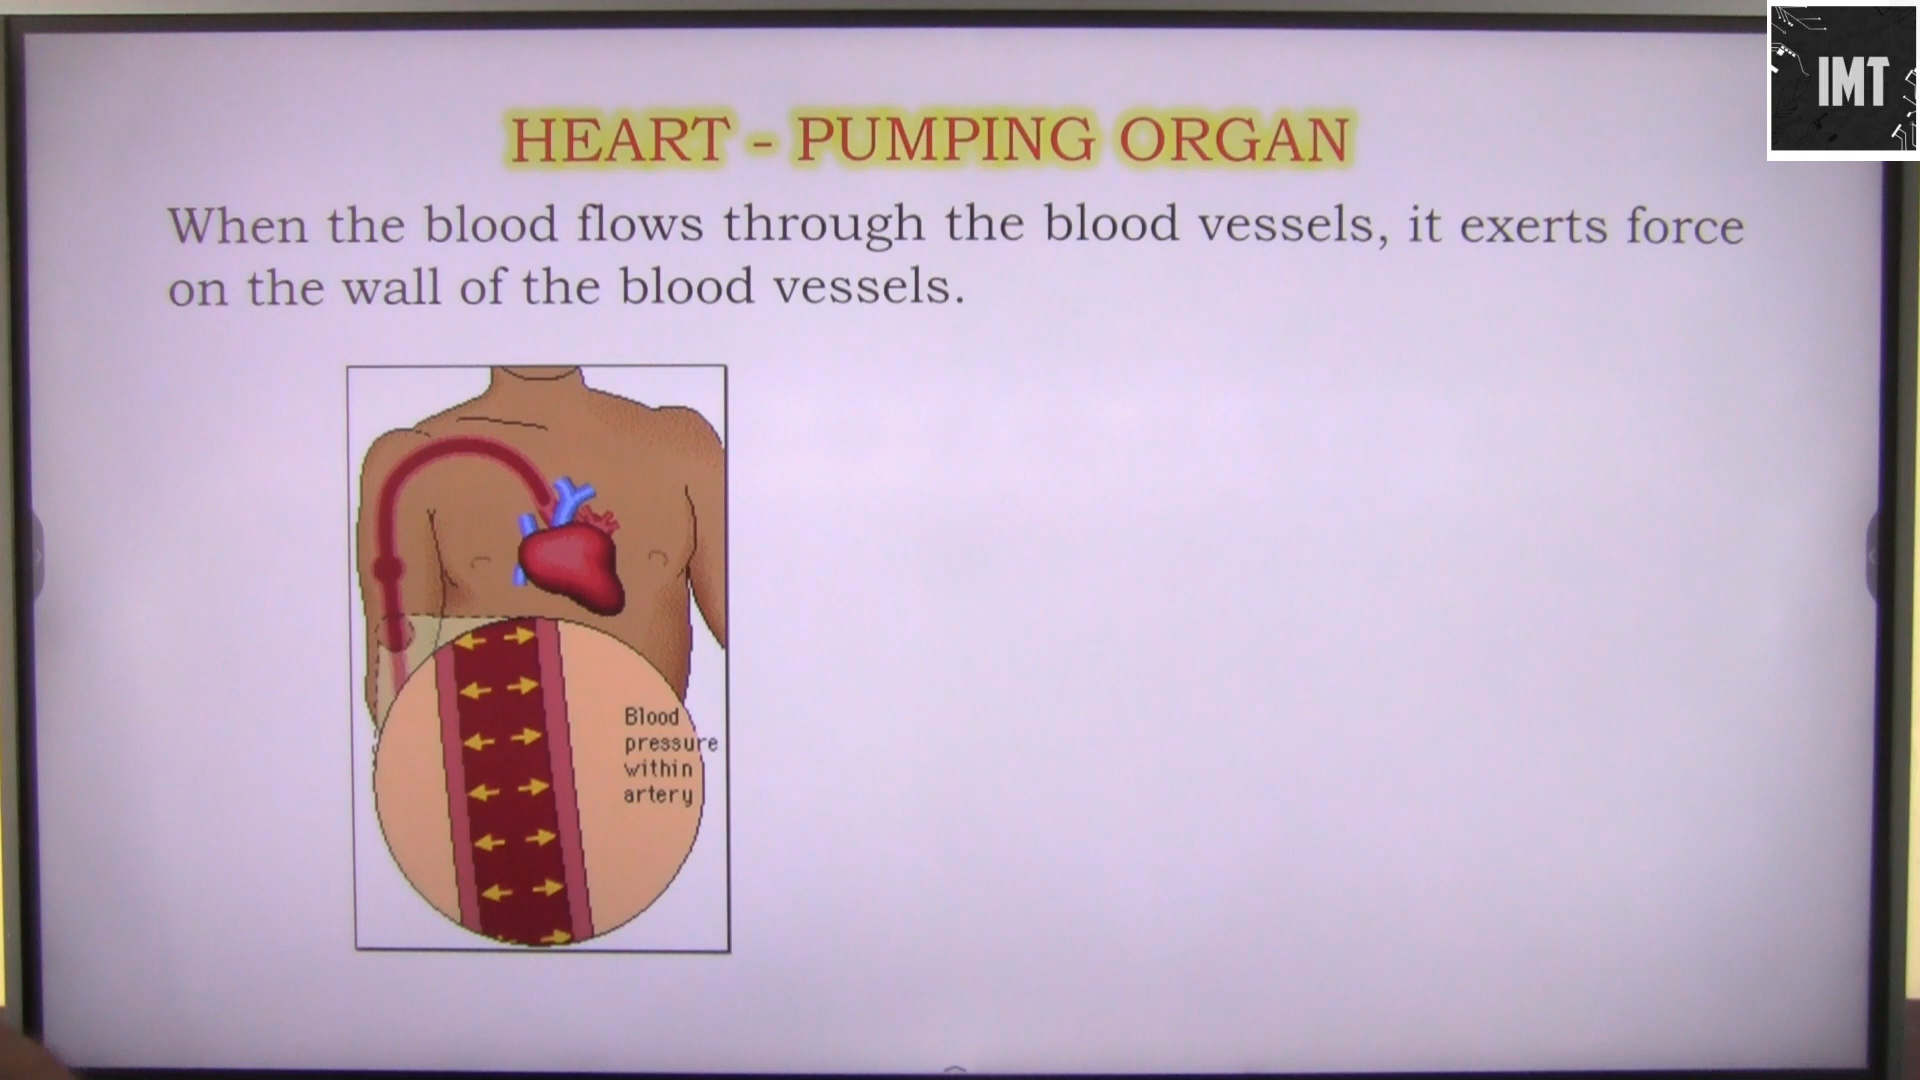 IMT
HEART - PUMPING ORGAN
When the blood flows through the blood vessels, it exerts force
on the wall of the blood vessels.
Blood
pressure
within
artery